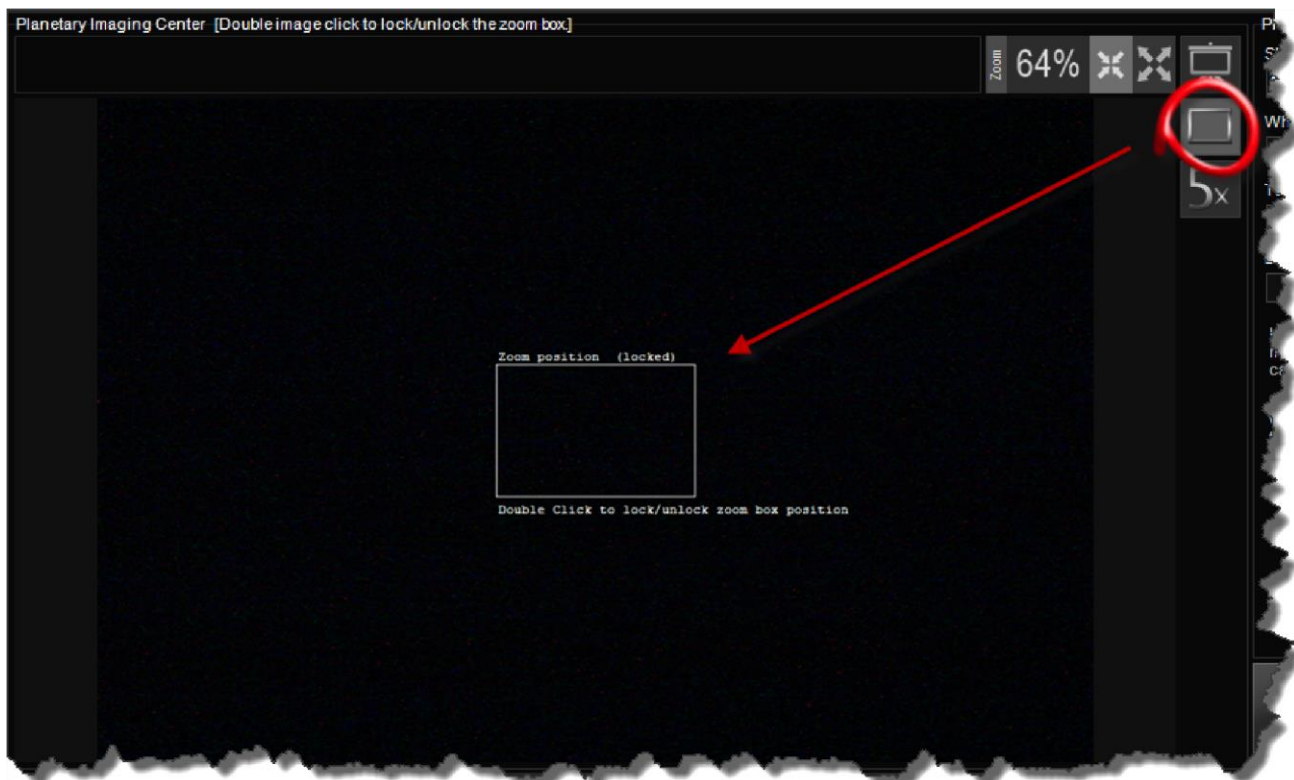 Planetary Imaging Center [Double image click to lock/unlock the zoom box.]
Zoom
64%
5x
Zoom position (locked)
Double Click to lock/unlock zoom box position